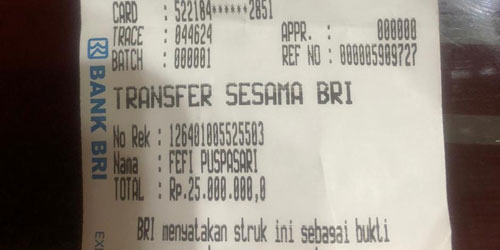 CARD : 522184******2851
TRACE : 044624 APPR. : 000000
BATCH : 000001 REF NO : 000005909727
TRANSFER SESAMA BRI
No Rek : 126401005525503
Nama : FEFI PUSPASARI
TOTAL : Rp.25.000.000,0
BRI menyatakan struk ini sebagai bukti
BANK BRI